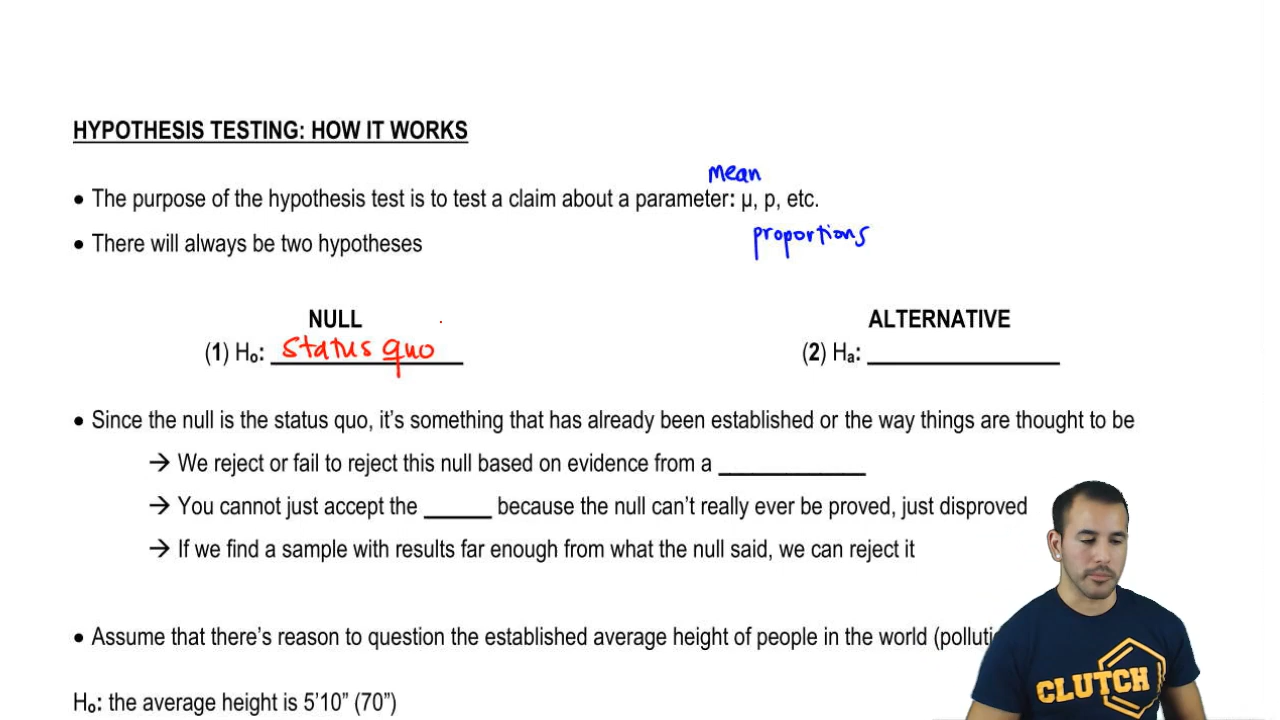 HYPOTHESIS TESTING: HOW IT WORKS
mean
• The purpose of the hypothesis test is to test a claim about a parameter: μ, p, etc.
proportions
• There will always be two hypotheses
NULL
ALTERNATIVE
(1) H₀: status quo
(2) Hₐ: ___________
• Since the null is the status quo, it's something that has already been established or the way things are thought to be
→ We reject or fail to reject this null based on evidence from a ___________
→ You cannot just accept the _____ because the null can't really ever be proved, just disproved
→ If we find a sample with results far enough from what the null said, we can reject it
• Assume that there's reason to question the established average height of people in the world (polluti
H₀: the average height is 5'10" (70")
CLUTCH